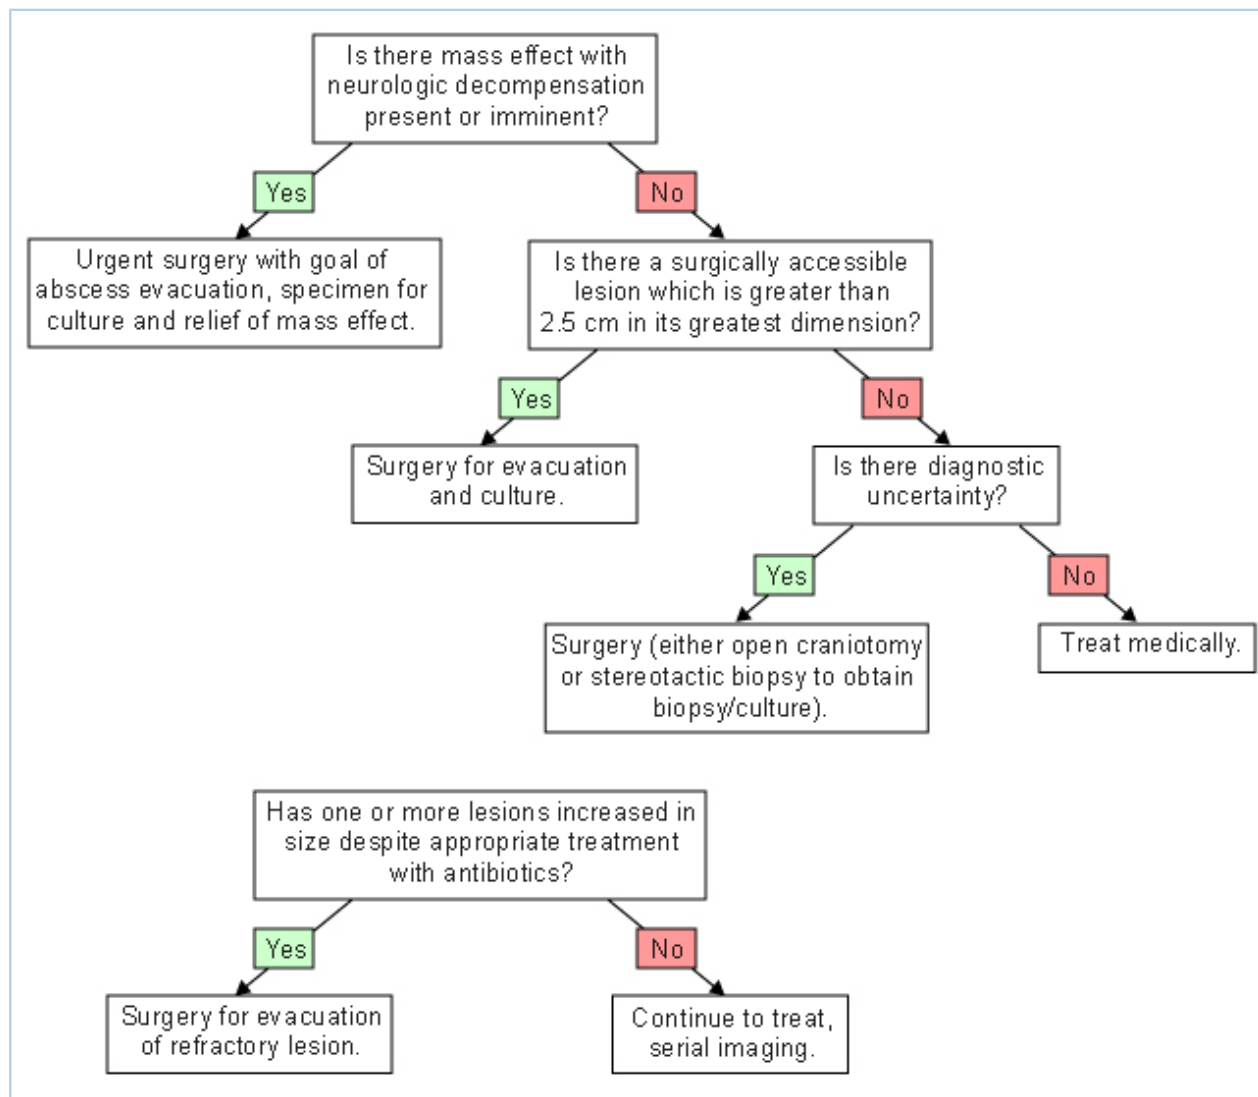 Is there mass effect with
neurologic decompensation
present or imminent?
Yes
No
Urgent surgery with goal of
abscess evacuation, specimen for
culture and relief of mass effect.
Is there a surgically accessible
lesion which is greater than
2.5 cm in its greatest dimension?
Yes
No
Surgery for evacuation
and culture.
Is there diagnostic
uncertainty?
Yes
No
Surgery (either open craniotomy
or stereotactic biopsy to obtain
biopsy/culture).
Treat medically.
Has one or more lesions increased in
size despite appropriate treatment
with antibiotics?
Yes
No
Surgery for evacuation
of refractory lesion.
Continue to treat,
serial imaging.